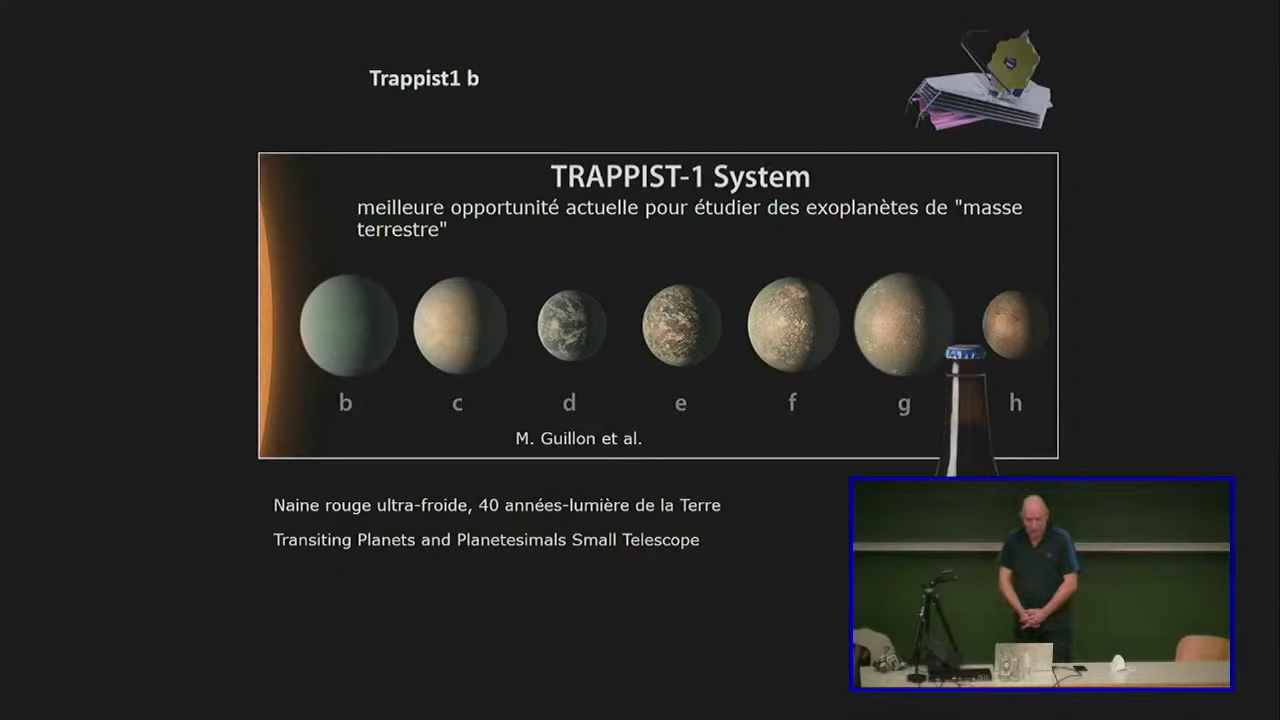 Trappist1 b
TRAPPIST-1 System
meilleure opportunité actuelle pour étudier des exoplanètes de "masse
terrestre"
b c d e f g h
M. Guillon et al.
Naine rouge ultra-froide, 40 années-lumière de la Terre
Transiting Planets and Planetesimals Small Telescope